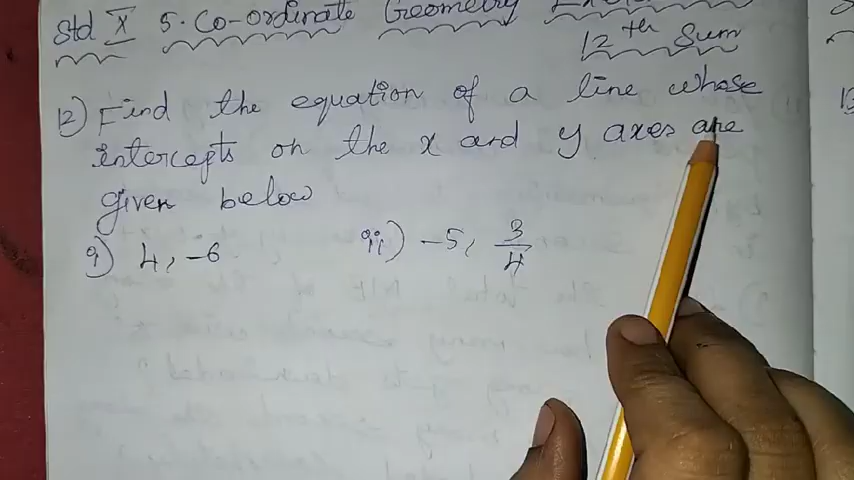 Std X 5. Co-ordinate Geometry
12th Sum
12) Find the equation of a line whose
intercepts on the x and y axes are
given below
i) 4, -6 ii) -5, 3/4